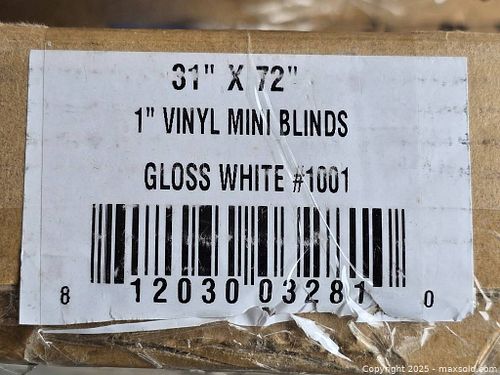 31" X 72"
1" VINYL MINI BLINDS
GLOSS WHITE #1001
8 12030 03281 0
Copyright 2025 - maxsold.com